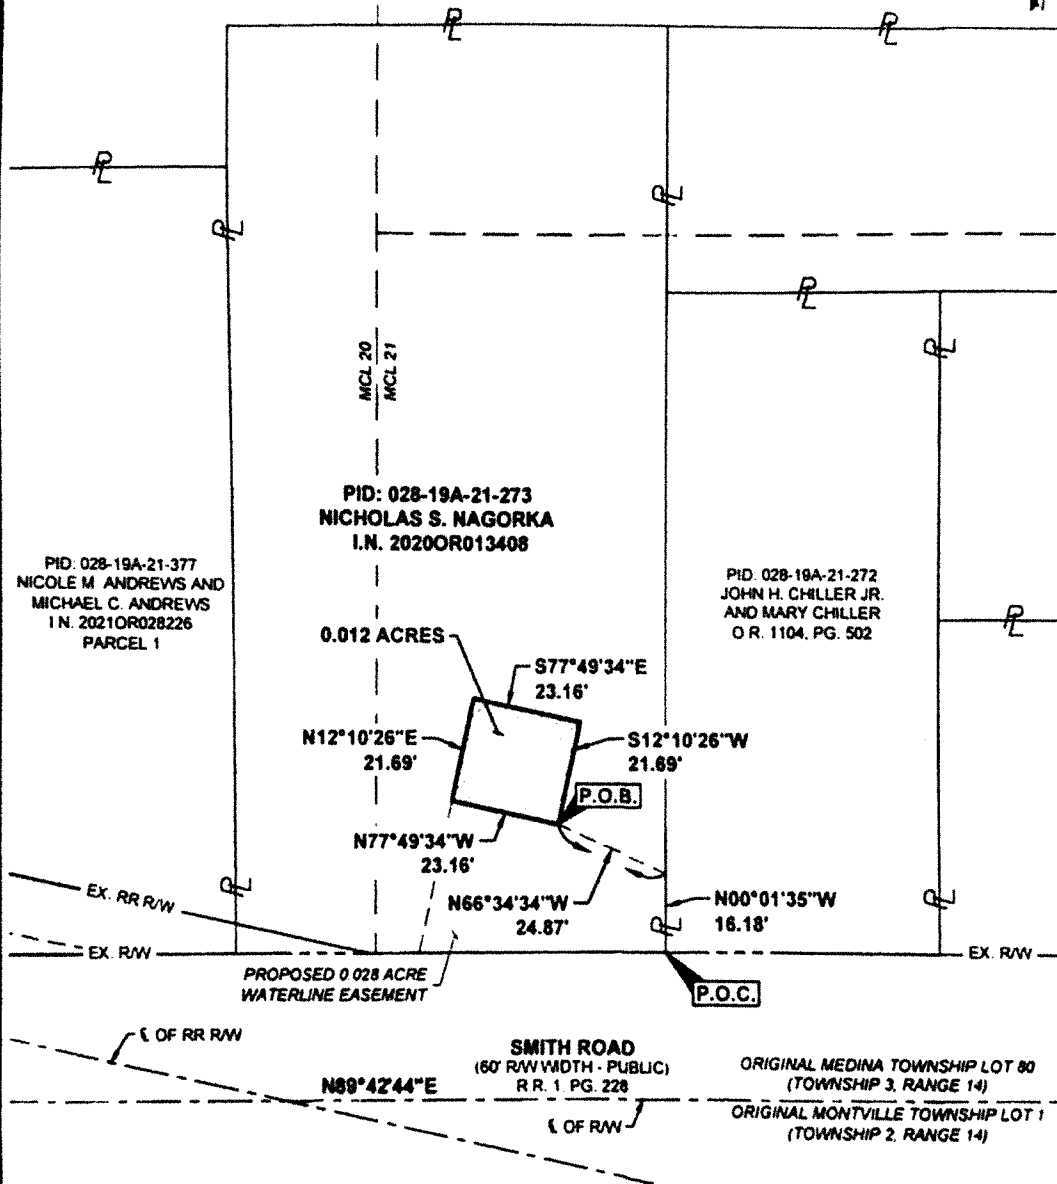 PL
PL
PL
PL
PL
PL
PL
MCL 20
MCL 21
PID: 028-19A-21-273
NICHOLAS S. NAGORKA
I.N. 2020OR013408
PID: 028-19A-21-377
NICOLE M ANDREWS AND
MICHAEL C. ANDREWS
I N. 2021OR028226
PARCEL 1
PID: 028-19A-21-272
JOHN H. CHILLER JR.
AND MARY CHILLER
O R. 1104, PG. 502
PL
0.012 ACRES
S77°49'34"E
23.16'
N12°10'26"E
21.69'
S12°10'26"W
21.69'
P.O.B.
N77°49'34"W
23.16'
N66°34'34"W
24.87'
N00°01'35"W
16.18'
PL
PL
PL
EX. RR R/W
EX. R/W
EX. R/W
PROPOSED 0.028 ACRE
WATERLINE EASEMENT
P.O.C.
℄ OF RR R/W
SMITH ROAD
(60' R/W WIDTH - PUBLIC)
R R. 1, PG. 228
N89°42'44"E
℄ OF R/W
ORIGINAL MEDINA TOWNSHIP LOT 80
(TOWNSHIP 3, RANGE 14)
ORIGINAL MONTVILLE TOWNSHIP LOT 1
(TOWNSHIP 2, RANGE 14)